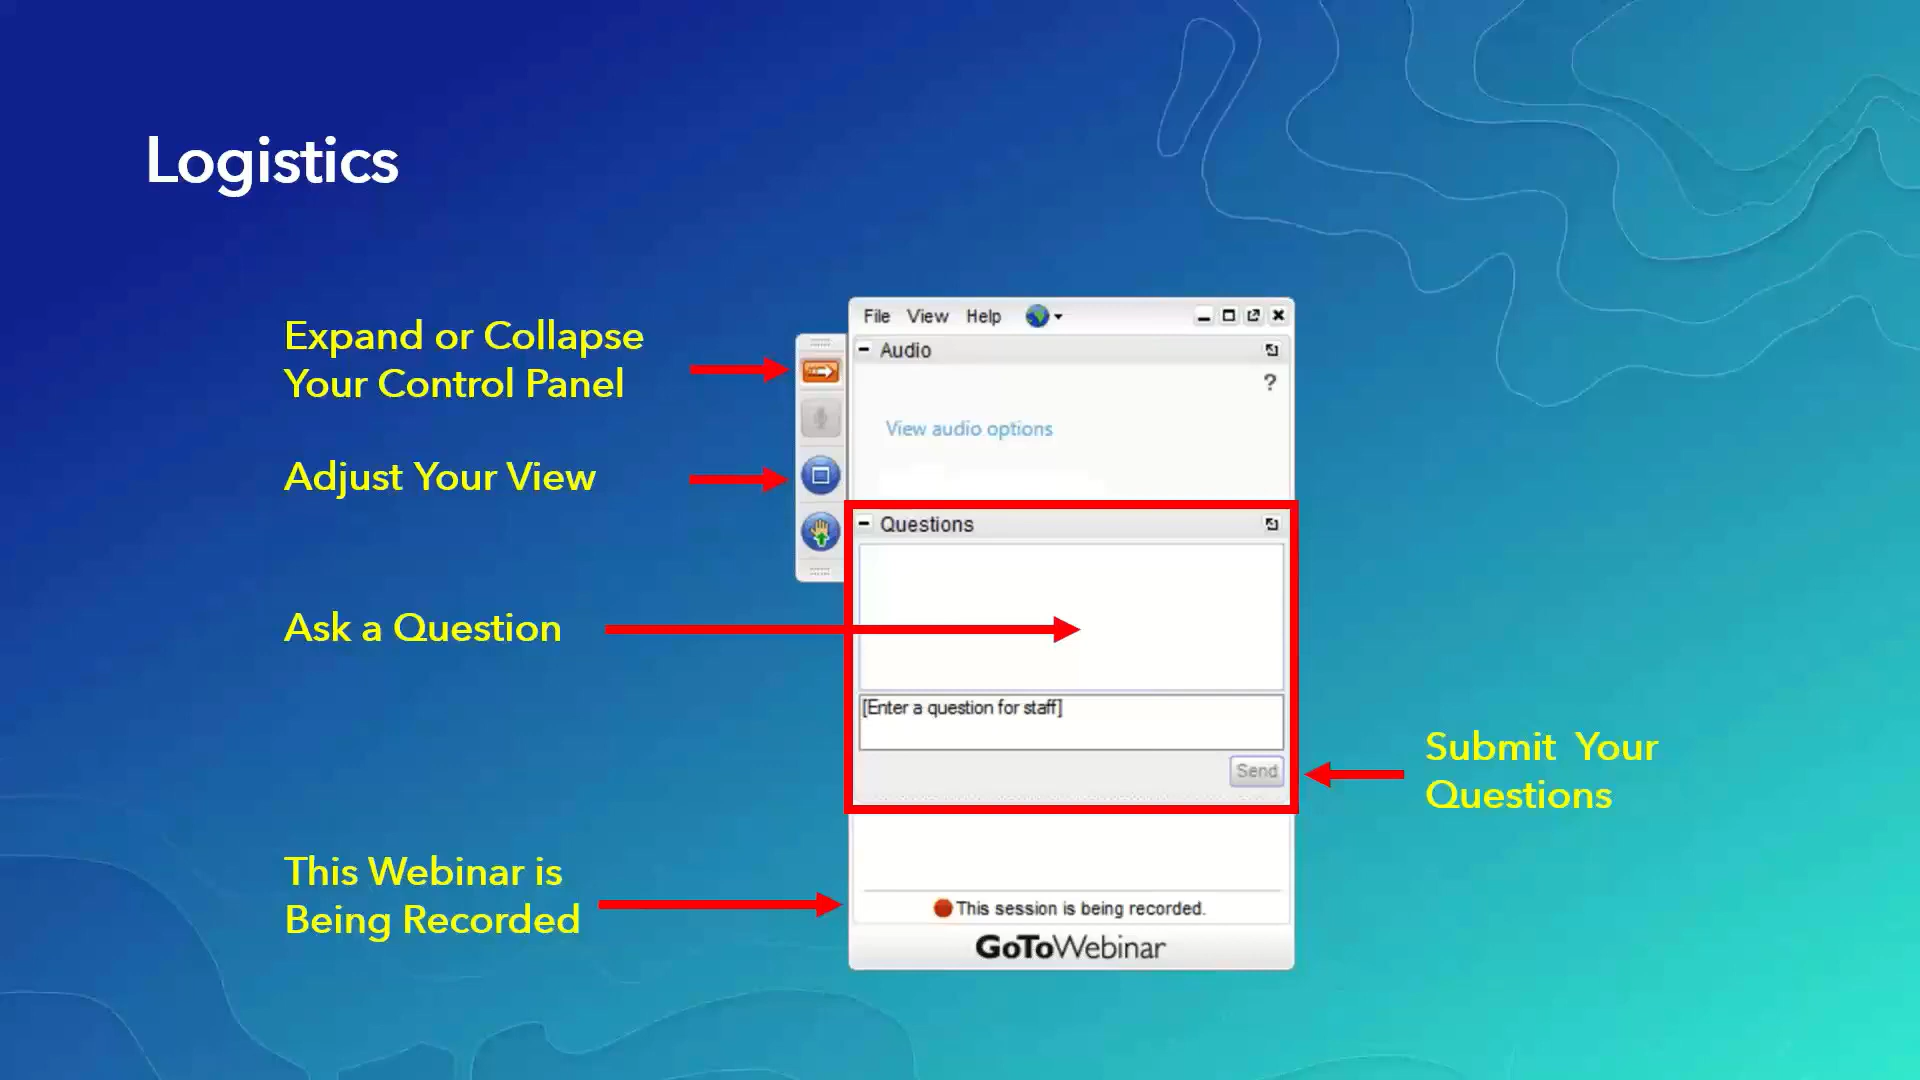 Logistics
Expand or Collapse
Your Control Panel
Adjust Your View
Ask a Question
This Webinar is
Being Recorded
File View Help
Audio
?
View audio options
Questions
[Enter a question for staff]
Send
This session is being recorded.
GoToWebinar
Submit Your
Questions